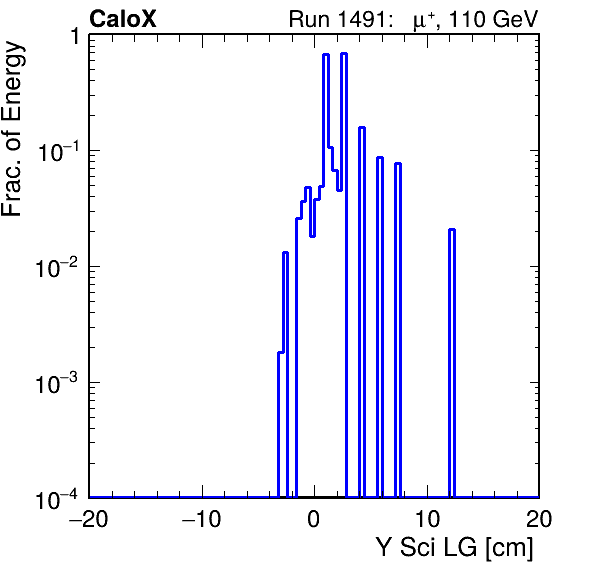 CaloX Run 1491: μ⁺, 110 GeV
Frac. of Energy
1
10⁻¹
10⁻²
10⁻³
10⁻⁴
−20 −10 0 10 20
Y Sci LG [cm]